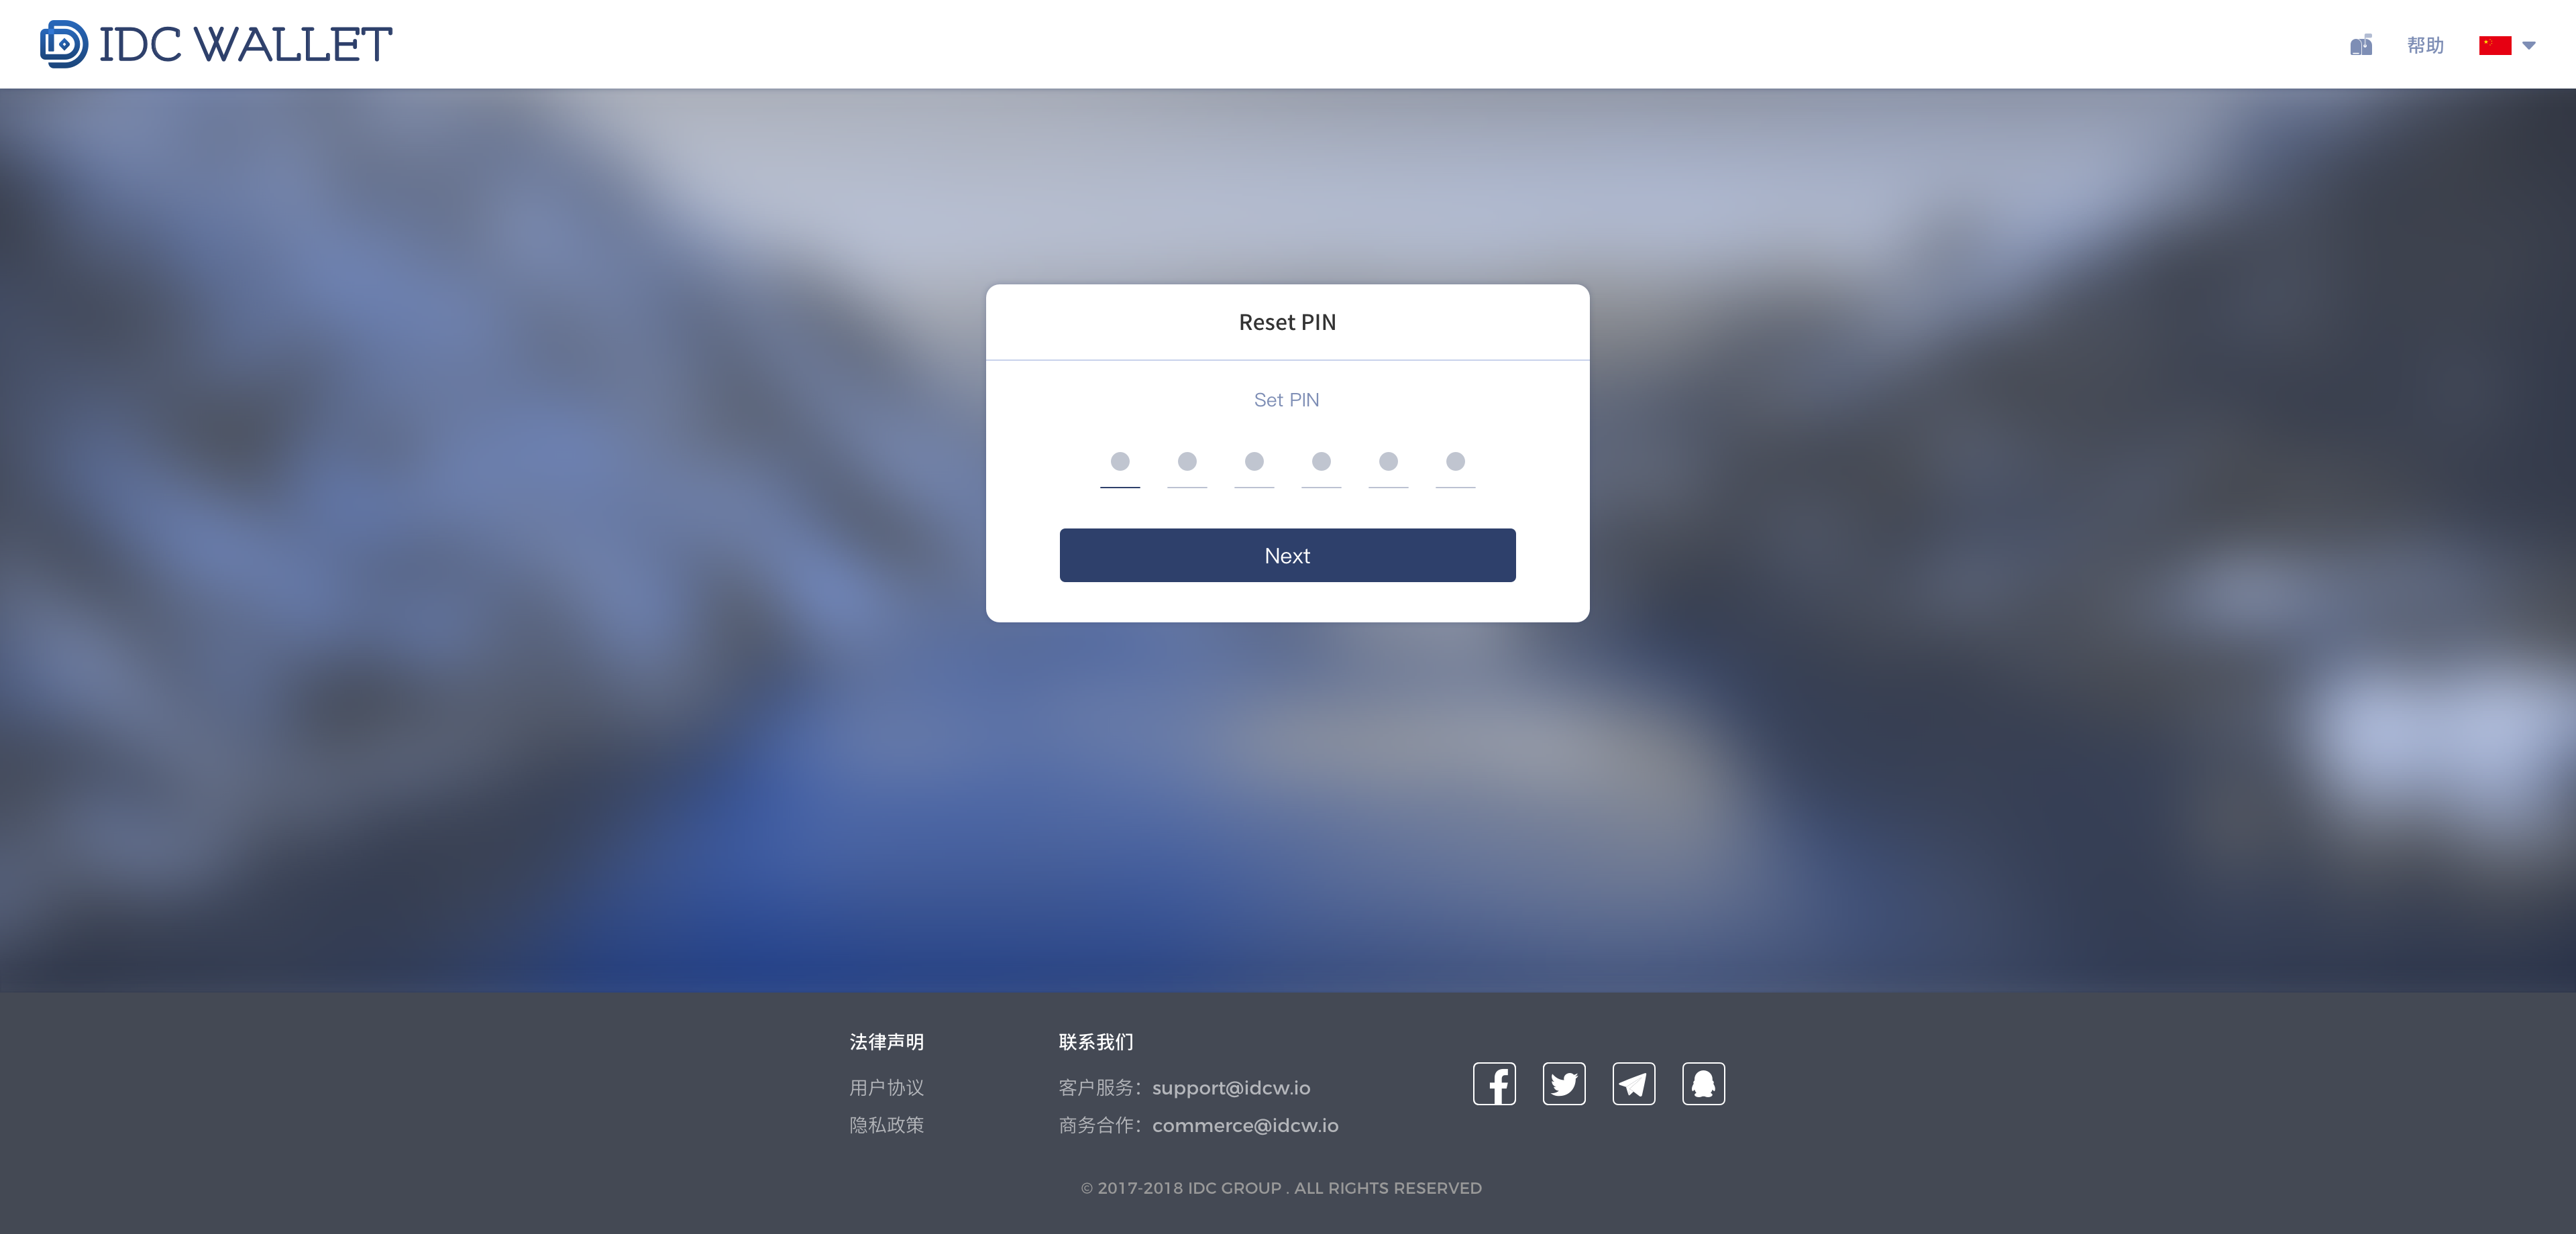 IDC WALLET
帮助
Reset PIN
Set PIN
Next
法律声明
用户协议
隐私政策
联系我们
客户服务：support@idcw.io
商务合作：commerce@idcw.io
© 2017-2018 IDC GROUP . ALL RIGHTS RESERVED